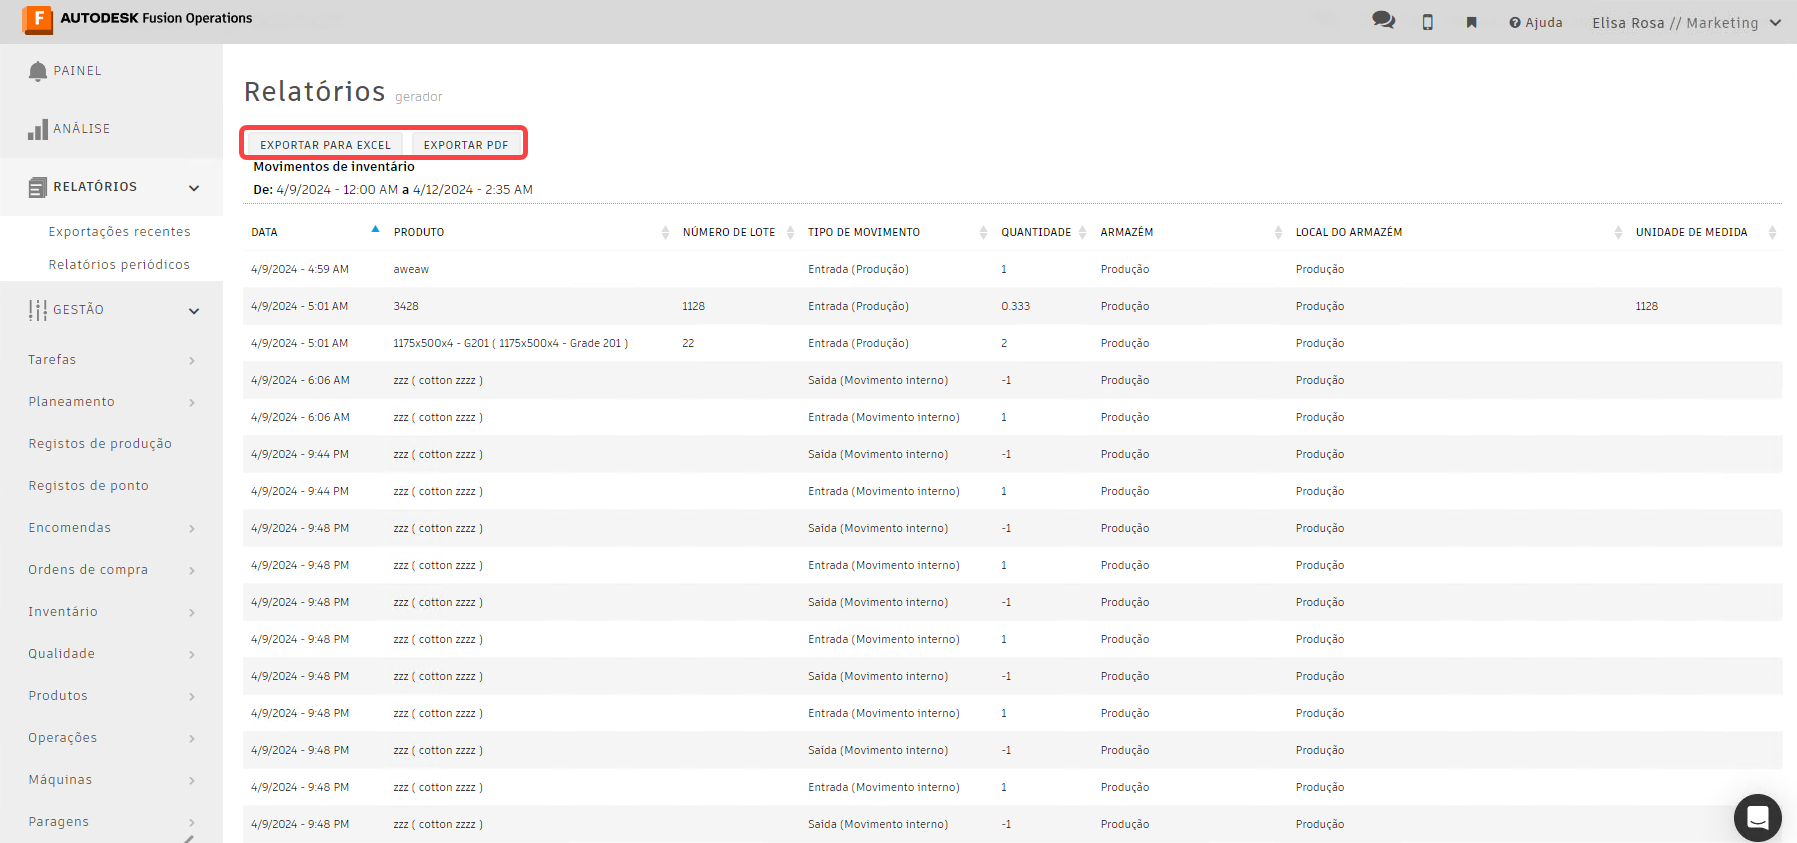 F AUTODESK Fusion Operations
Ajuda
Elisa Rosa // Marketing
PAINEL
ANÁLISE
RELATÓRIOS
Exportações recentes
Relatórios periódicos
GESTÃO
Tarefas
Planeamento
Registos de produção
Registos de ponto
Encomendas
Ordens de compra
Inventário
Qualidade
Produtos
Operações
Máquinas
Paragens
Relatórios gerador
EXPORTAR PARA EXCEL EXPORTAR PDF
Movimentos de inventário
De: 4/9/2024 - 12:00 AM a 4/12/2024 - 2:35 AM
DATA PRODUTO NÚMERO DE LOTE TIPO DE MOVIMENTO QUANTIDADE ARMAZÉM LOCAL DO ARMAZÉM UNIDADE DE MEDIDA
4/9/2024 - 4:59 AM aweaw Entrada (Produção) 1 Produção Produção
4/9/2024 - 5:01 AM 3428 1128 Entrada (Produção) 0.333 Produção Produção 1128
4/9/2024 - 5:01 AM 1175x500x4 - G201 ( 1175x500x4 - Grade 201 ) 22 Entrada (Produção) 2 Produção Produção
4/9/2024 - 6:06 AM zzz ( cotton zzzz ) Saída (Movimento interno) -1 Produção Produção
4/9/2024 - 6:06 AM zzz ( cotton zzzz ) Entrada (Movimento interno) 1 Produção Produção
4/9/2024 - 9:44 PM zzz ( cotton zzzz ) Saída (Movimento interno) -1 Produção Produção
4/9/2024 - 9:44 PM zzz ( cotton zzzz ) Entrada (Movimento interno) 1 Produção Produção
4/9/2024 - 9:48 PM zzz ( cotton zzzz ) Saída (Movimento interno) -1 Produção Produção
4/9/2024 - 9:48 PM zzz ( cotton zzzz ) Entrada (Movimento interno) 1 Produção Produção
4/9/2024 - 9:48 PM zzz ( cotton zzzz ) Saída (Movimento interno) -1 Produção Produção
4/9/2024 - 9:48 PM zzz ( cotton zzzz ) Entrada (Movimento interno) 1 Produção Produção
4/9/2024 - 9:48 PM zzz ( cotton zzzz ) Saída (Movimento interno) -1 Produção Produção
4/9/2024 - 9:48 PM zzz ( cotton zzzz ) Entrada (Movimento interno) 1 Produção Produção
4/9/2024 - 9:48 PM zzz ( cotton zzzz ) Saída (Movimento interno) -1 Produção Produção
4/9/2024 - 9:48 PM zzz ( cotton zzzz ) Entrada (Movimento interno) 1 Produção Produção
4/9/2024 - 9:48 PM zzz ( cotton zzzz ) Saída (Movimento interno) -1 Produção Produção